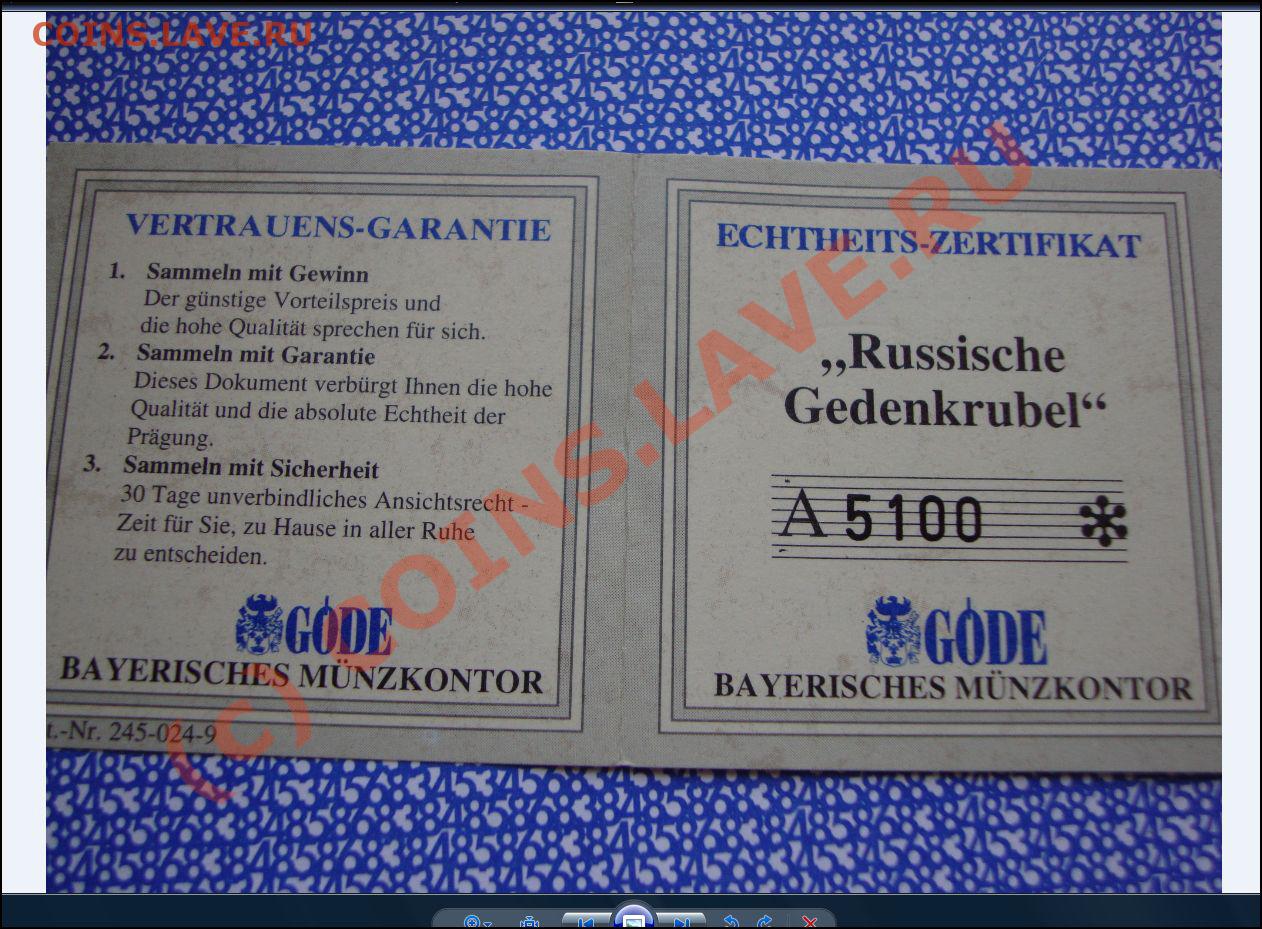 COINS.LAVE.RU
VERTRAUENS-GARANTIE
1. Sammeln mit Gewinn
Der günstige Vorteilspreis und
die hohe Qualität sprechen für sich.
2. Sammeln mit Garantie
Dieses Dokument verbürgt Ihnen die hohe
Qualität und die absolute Echtheit der
Prägung.
3. Sammeln mit Sicherheit
30 Tage unverbindliches Ansichtsrecht -
Zeit für Sie, zu Hause in aller Ruhe
zu entscheiden.
GÖDE
BAYERISCHES MÜNZKONTOR
t.-Nr. 245-024-9
ECHTHEITS-ZERTIFIKAT
„Russische
Gedenkrubel“
A 5100 *
GÖDE
BAYERISCHES MÜNZKONTOR
(c) COINS.LAVE.RU